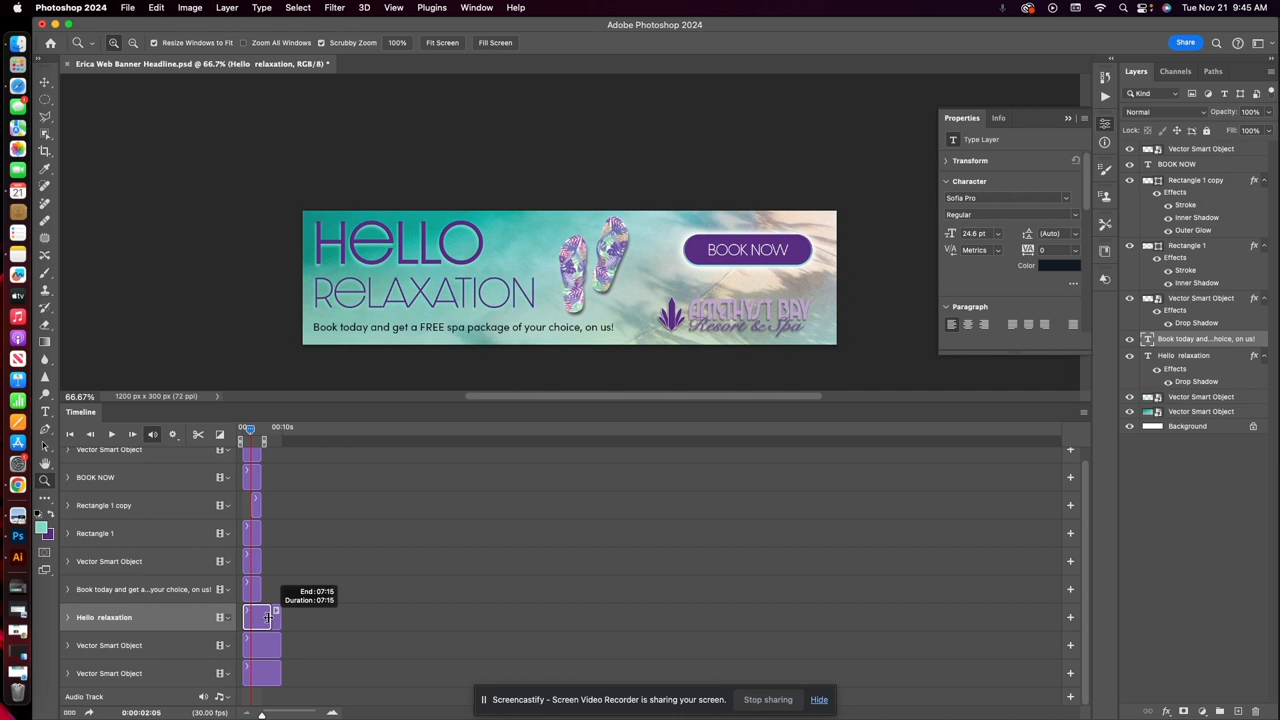 Photoshop 2024 File Edit Image Layer Type Select Filter 3D View Plugins Window Help Tue Nov 21 9:45 AM
Adobe Photoshop 2024
Resize Windows to Fit Zoom All Windows Scrubby Zoom 100% Fit Screen Fill Screen Share
Erica Web Banner Headline.psd @ 66.7% (Hello relaxation, RGB/8) *
HELLO
RELAXATION
Book today and get a FREE spa package of your choice, on us!
BOOK NOW
AMETHYST BAY
Resort & Spa
66.67% 1200 px x 300 px (72 ppi)
Properties Info
Type Layer
Transform
Character
Sofia Pro
Regular
24.6 pt (Auto)
Metrics 0
Color
Paragraph
Layers Channels Paths
Kind
Normal Opacity: 100%
Lock: Fill: 100%
Vector Smart Object
BOOK NOW
Rectangle 1 copy
Effects
Stroke
Inner Shadow
Outer Glow
Rectangle 1
Effects
Stroke
Inner Shadow
Vector Smart Object
Effects
Drop Shadow
Book today and...hoice, on us!
Hello relaxation
Effects
Drop Shadow
Vector Smart Object
Vector Smart Object
Background
Timeline
00:10s
Vector Smart Object
BOOK NOW
Rectangle 1 copy
Rectangle 1
Vector Smart Object
Book today and get a...your choice, on us!
Hello relaxation
End: 07:15
Duration: 07:15
Vector Smart Object
Vector Smart Object
Audio Track
0:00:02:05 (30.00 fps)
Screencastify - Screen Video Recorder is sharing your screen. Stop sharing Hide